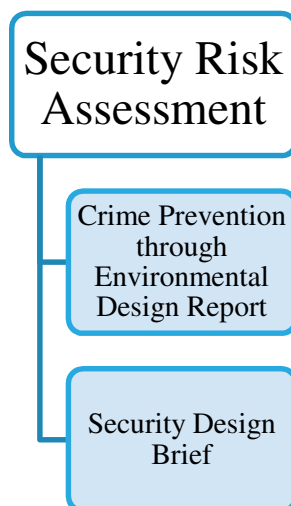 Security Risk
Assessment
Crime Prevention
through
Environmental
Design Report
Security Design
Brief